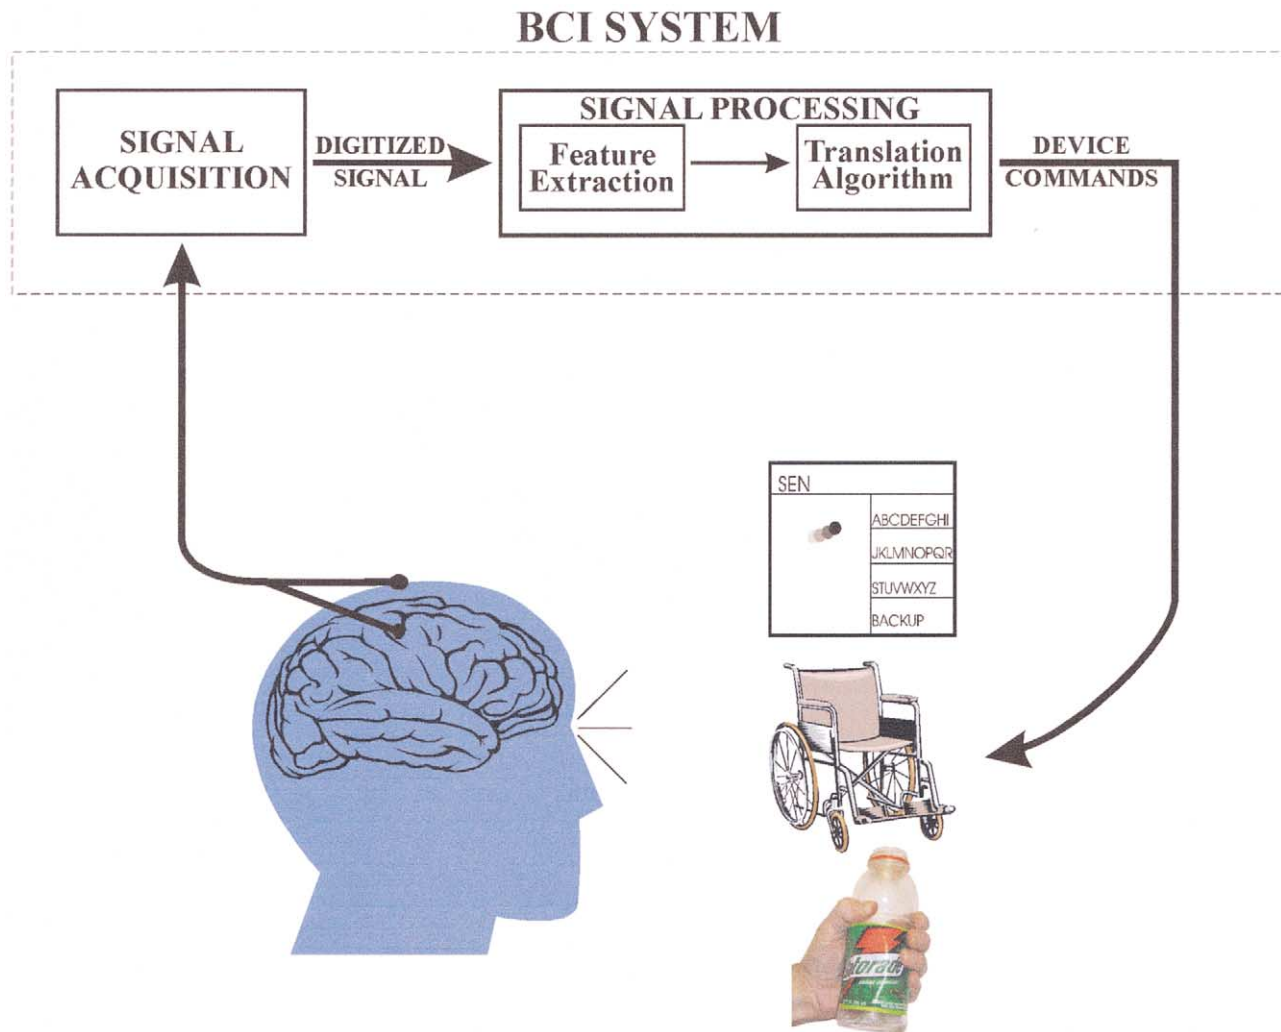 BCI SYSTEM
SIGNAL
ACQUISITION
DIGITIZED
SIGNAL
SIGNAL PROCESSING
Feature
Extraction
Translation
Algorithm
DEVICE
COMMANDS
SEN
ABCDEFGHI
JKLMNOPQR
STUVWXYZ
BACKUP
torade